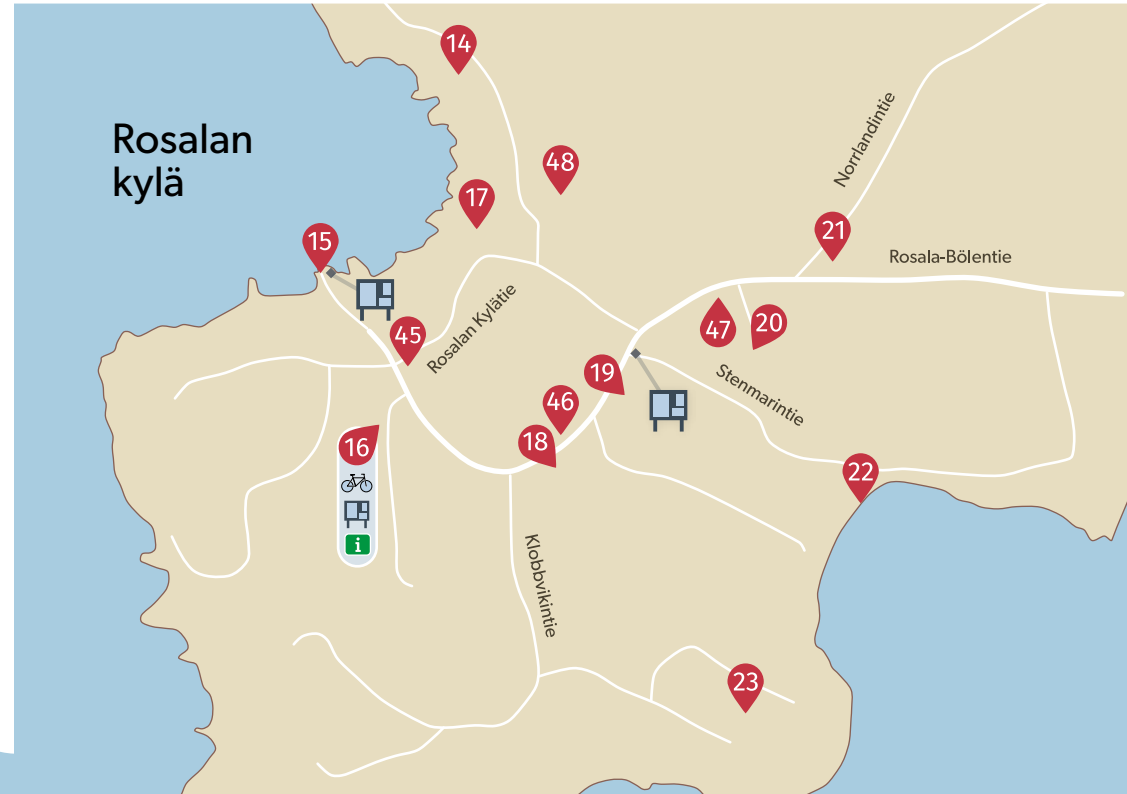 Rosalan
kylä
14
48
17
15
21
Norrlandintie
Rosala-Bölentie
45
Rosalan Kylätie
47
20
19
Stenmarintie
46
18
16
i
22
Klobbvikintie
23